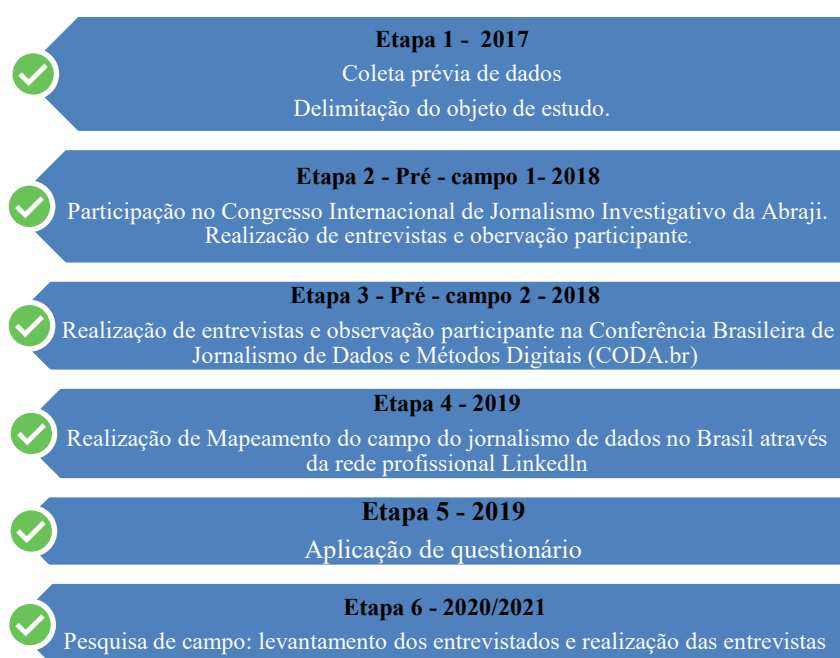 Etapa 1 - 2017
Coleta prévia de dados
Delimitação do objeto de estudo.
Etapa 2 - Pré - campo 1- 2018
Participação no Congresso Internacional de Jornalismo Investigativo da Abraji.
Realizacão de entrevistas e obervação participante.
Etapa 3 - Pré - campo 2 - 2018
Realização de entrevistas e observação participante na Conferência Brasileira de
Jornalismo de Dados e Métodos Digitais (CODA.br)
Etapa 4 - 2019
Realização de Mapeamento do campo do jornalismo de dados no Brasil através
da rede profissional Linkedln
Etapa 5 - 2019
Aplicação de questionário
Etapa 6 - 2020/2021
Pesquisa de campo: levantamento dos entrevistados e realização das entrevistas